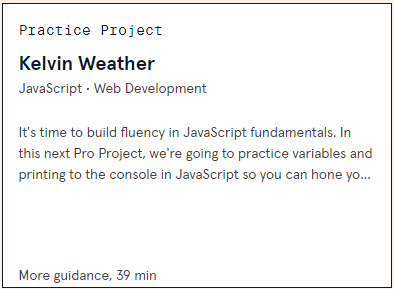 Practice Project
Kelvin Weather
JavaScript • Web Development
It's time to build fluency in JavaScript fundamentals. In
this next Pro Project, we're going to practice variables and
printing to the console in JavaScript so you can hone yo...
More guidance, 39 min